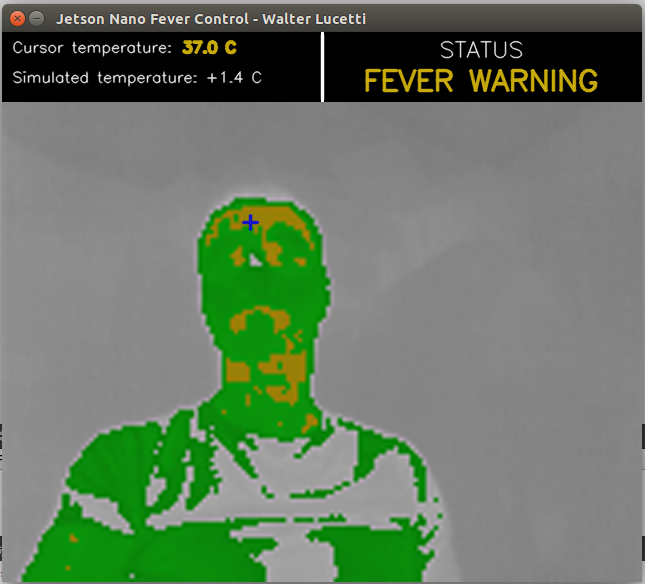 Jetson Nano Fever Control - Walter Lucetti
Cursor temperature: 37.0 C
Simulated temperature: +1.4 C
STATUS
FEVER WARNING